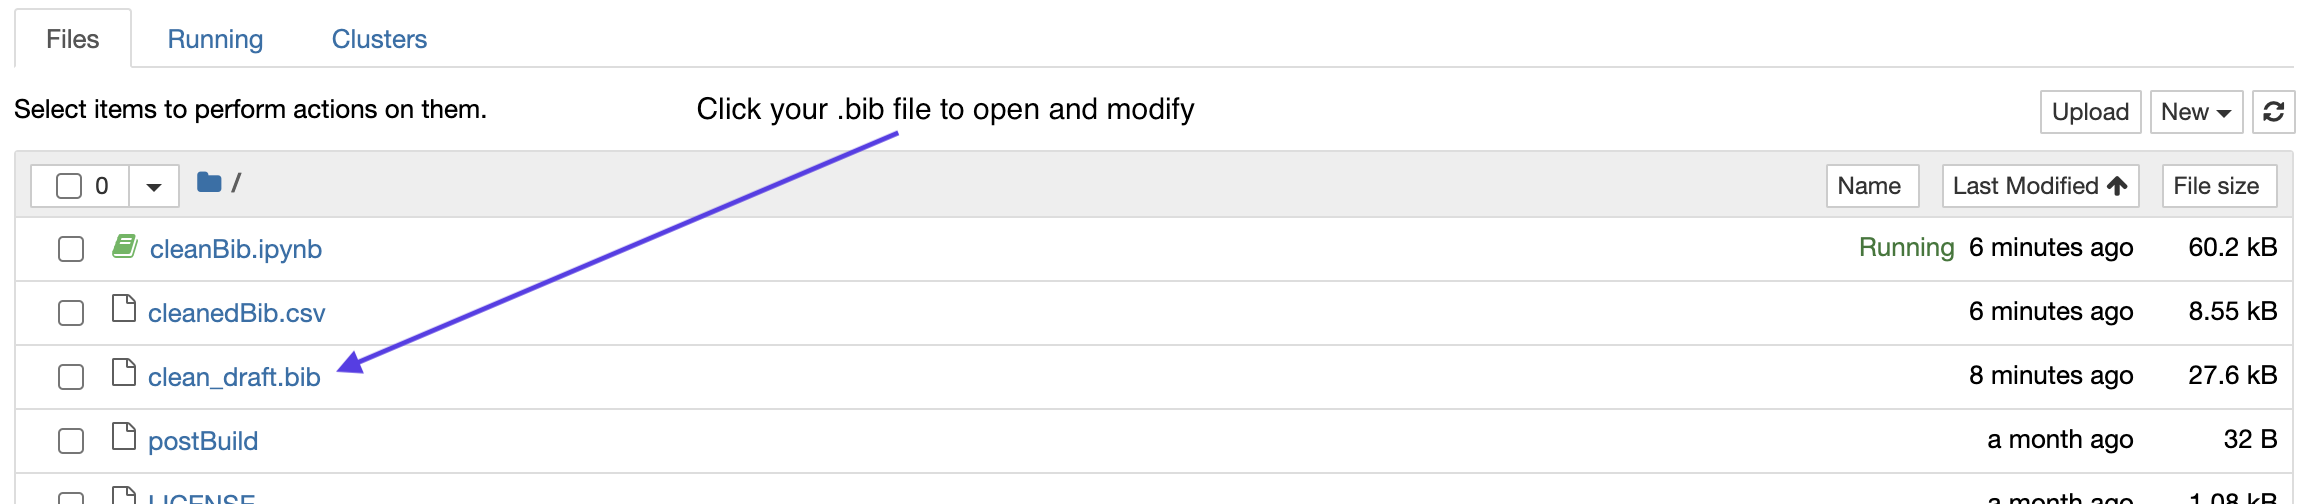 Files Running Clusters
Select items to perform actions on them. Click your .bib file to open and modify Upload New
0 / Name Last Modified File size
cleanBib.ipynb Running 6 minutes ago 60.2 kB
cleanedBib.csv 6 minutes ago 8.55 kB
clean_draft.bib 8 minutes ago 27.6 kB
postBuild a month ago 32 B
LICENSE a month ago 1.08 kB